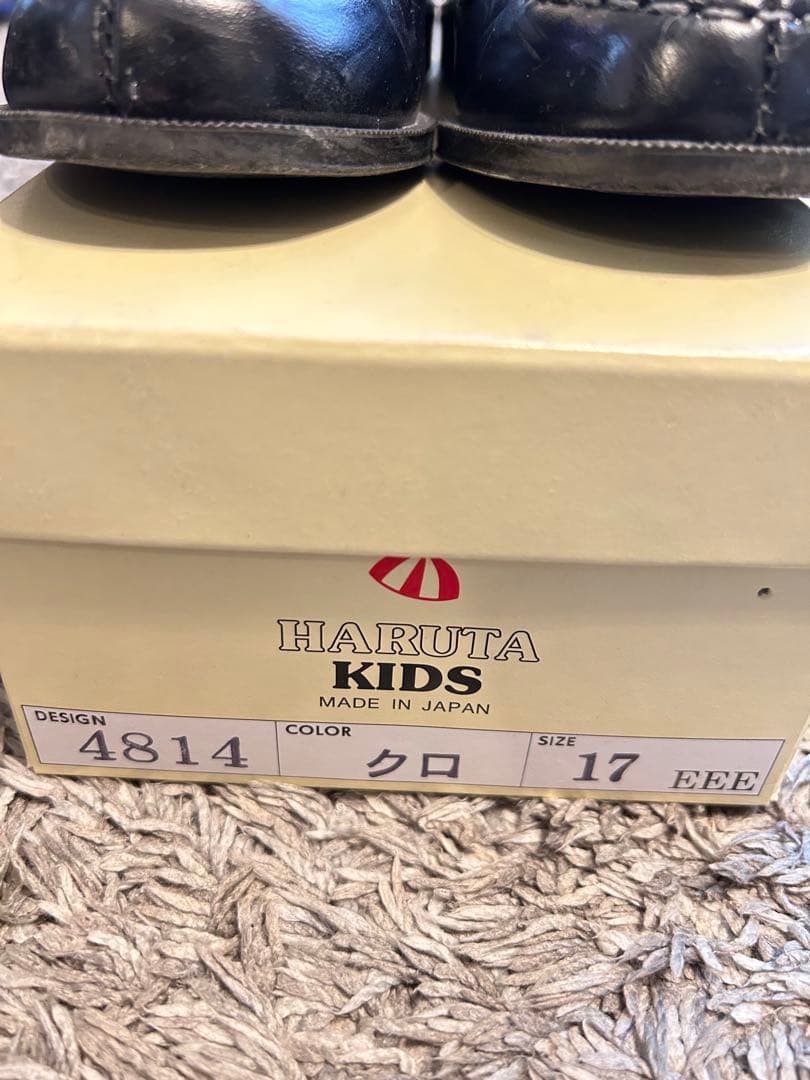 HARUTA
KIDS
MADE IN JAPAN
DESIGN 4814
COLOR クロ
SIZE 17 EEE